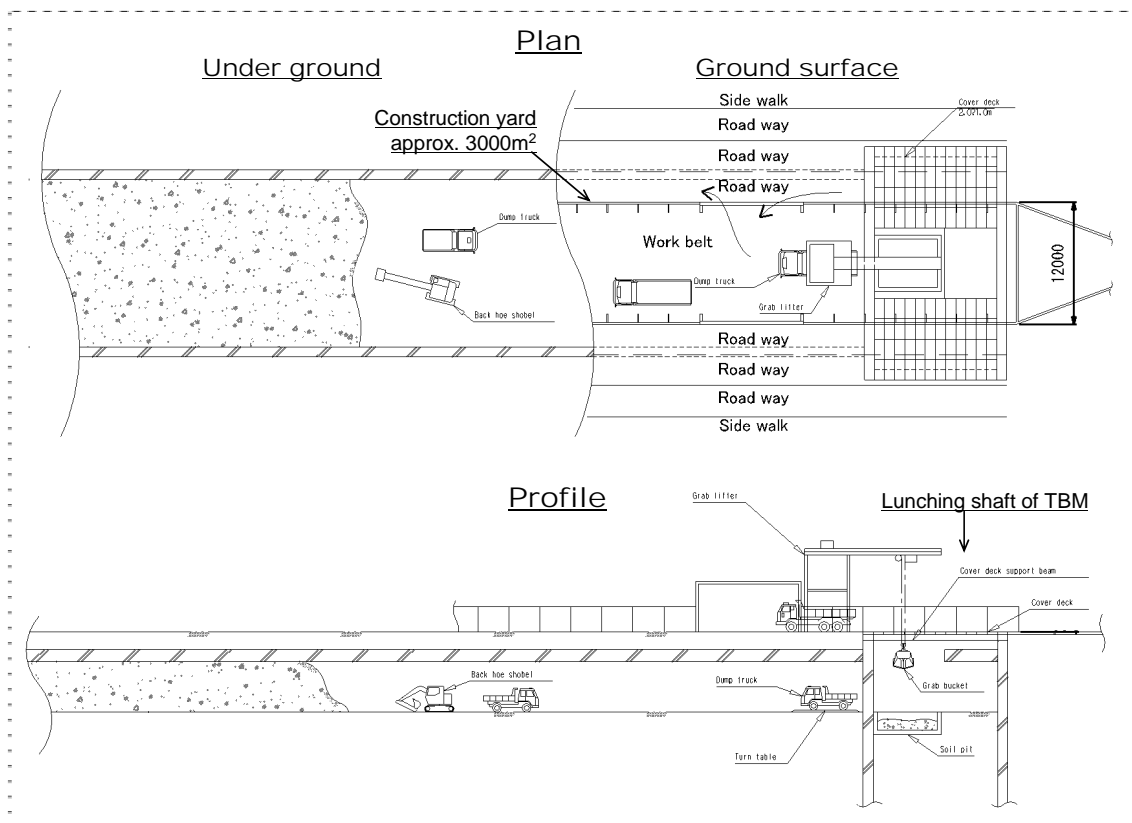 Plan
Under ground
Ground surface
Construction yard
approx. 3000m²
Side walk
Road way
Road way
Road way
Cover deck
Dump truck
Back hoe shobel
Work belt
Dump truck
Grab lifter
12000
Road way
Road way
Road way
Side walk
Profile
Grab lifter
Lunching shaft of TBM
Cover deck support beam
Cover deck
Back hoe shobel
Dump truck
Grab bucket
Turn table
Soil pit